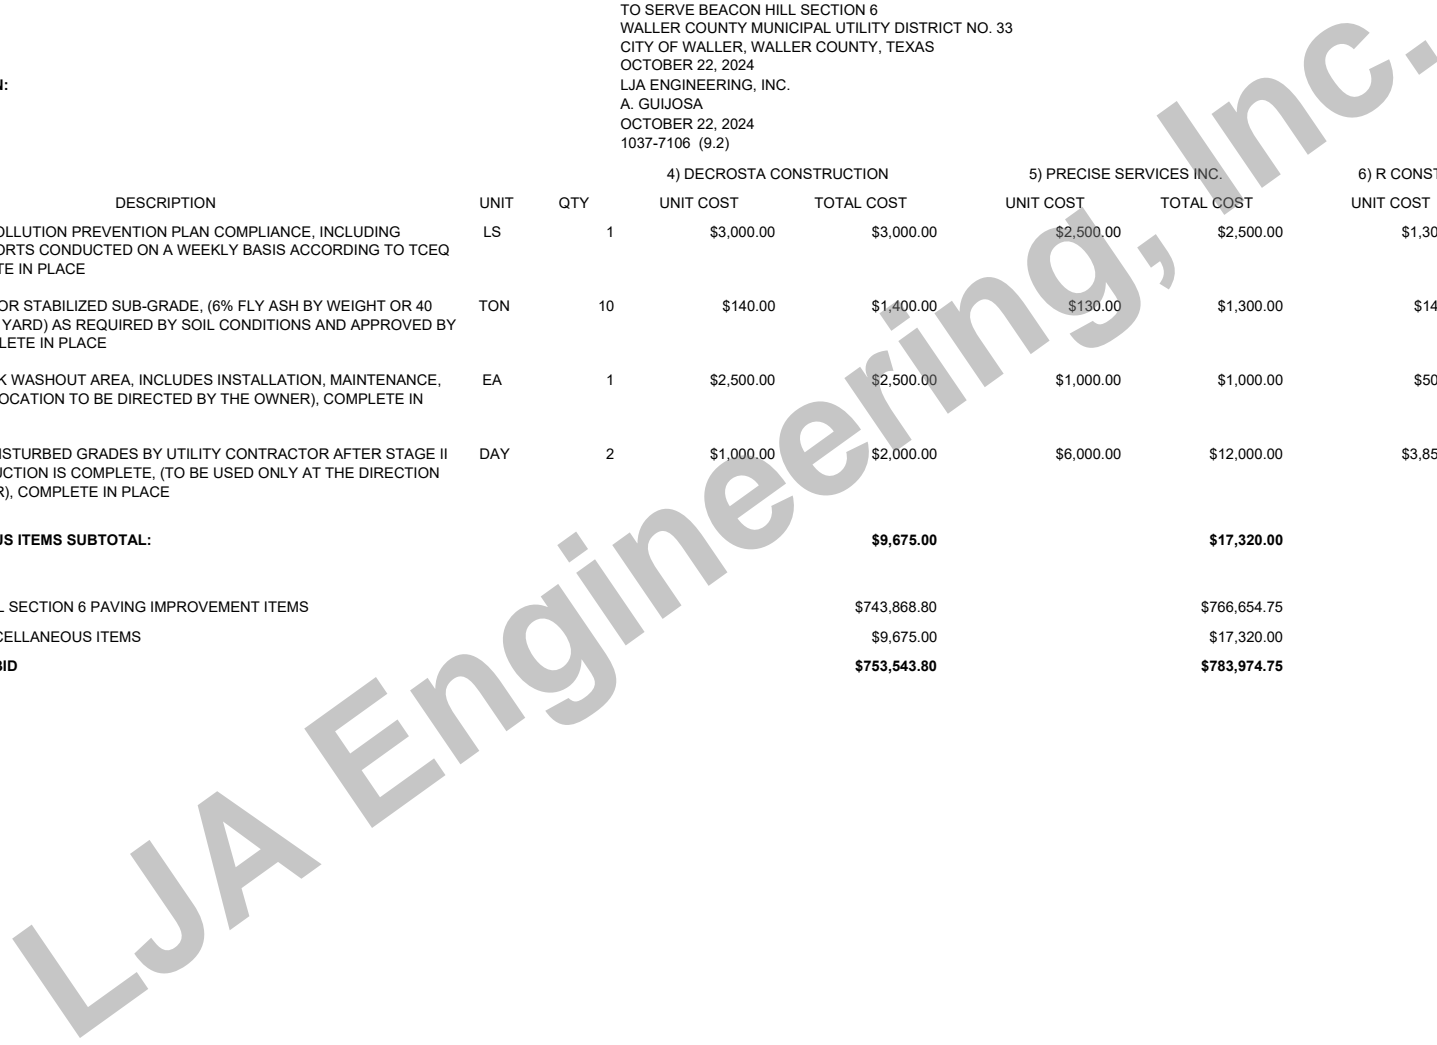 TO SERVE BEACON HILL SECTION 6
WALLER COUNTY MUNICIPAL UTILITY DISTRICT NO. 33
CITY OF WALLER, WALLER COUNTY, TEXAS
OCTOBER 22, 2024
N: LJA ENGINEERING, INC.
A. GUIJOSA
OCTOBER 22, 2024
1037-7106 (9.2)
4) DECROSTA CONSTRUCTION 5) PRECISE SERVICES INC. 6) R CONST
DESCRIPTION UNIT QTY UNIT COST TOTAL COST UNIT COST TOTAL COST UNIT COST
OLLUTION PREVENTION PLAN COMPLIANCE, INCLUDING LS 1 $3,000.00 $3,000.00 $2,500.00 $2,500.00 $1,30
ORTS CONDUCTED ON A WEEKLY BASIS ACCORDING TO TCEQ
TE IN PLACE
OR STABILIZED SUB-GRADE, (6% FLY ASH BY WEIGHT OR 40 TON 10 $140.00 $1,400.00 $130.00 $1,300.00 $14
YARD) AS REQUIRED BY SOIL CONDITIONS AND APPROVED BY
LETE IN PLACE
K WASHOUT AREA, INCLUDES INSTALLATION, MAINTENANCE, EA 1 $2,500.00 $2,500.00 $1,000.00 $1,000.00 $50
OCATION TO BE DIRECTED BY THE OWNER), COMPLETE IN
ISTURBED GRADES BY UTILITY CONTRACTOR AFTER STAGE II DAY 2 $1,000.00 $2,000.00 $6,000.00 $12,000.00 $3,85
UCTION IS COMPLETE, (TO BE USED ONLY AT THE DIRECTION
R), COMPLETE IN PLACE
US ITEMS SUBTOTAL: $9,675.00 $17,320.00
L SECTION 6 PAVING IMPROVEMENT ITEMS $743,868.80 $766,654.75
CELLANEOUS ITEMS $9,675.00 $17,320.00
BID $753,543.80 $783,974.75
LJA Engineering, Inc.